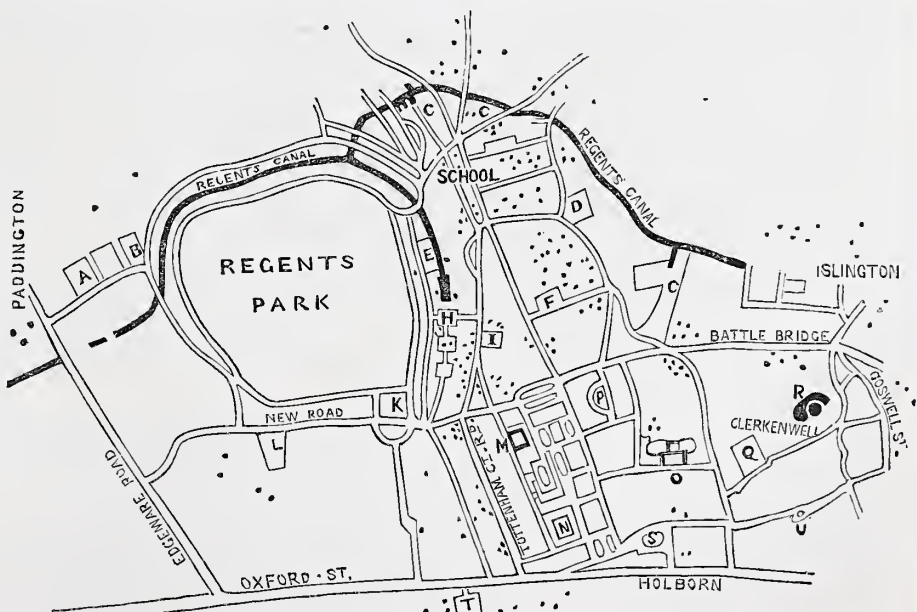 C
C
REGENTS CANAL
REGENTS CANAL
SCHOOL
PADDINGTON
A
B
D
E
REGENTS
PARK
F
C
ISLINGTON
H
I
BATTLE BRIDGE
GOSWELL ST.
K
NEW ROAD
L
P
R
CLERKENWELL
M
TOTTENHAM CT. RD.
Q
O
EDGEWARE ROAD
N
S
U
OXFORD ST.
HOLBORN
T